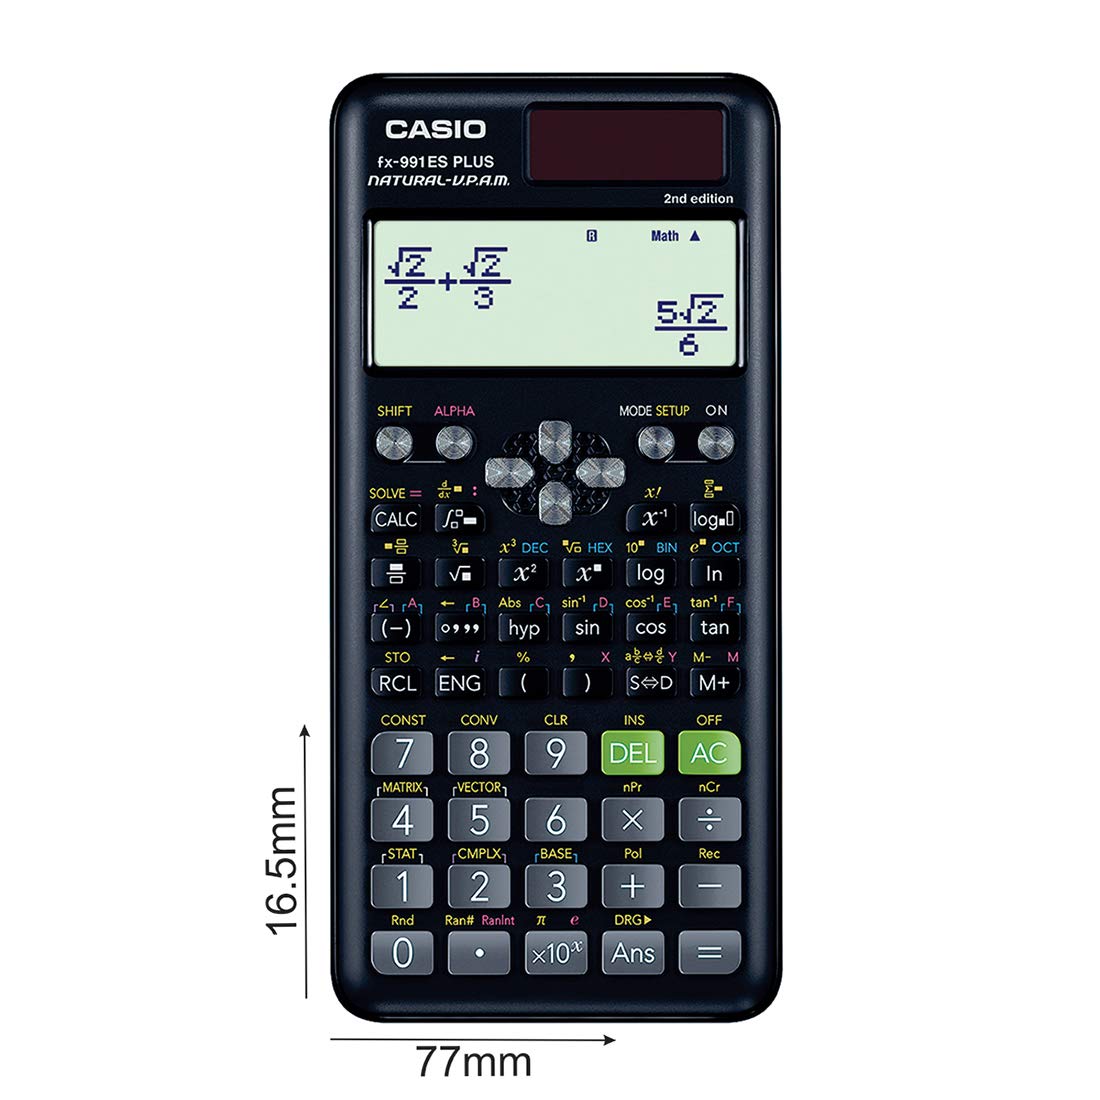 CASIO
fx-991ES PLUS
NATURAL-V.P.A.M.
2nd edition
R Math ▲
√2/2+√2/3
5√2/6
SHIFT ALPHA MODE SETUP ON
SOLVE = d/dx■ : x! Σ■
CALC ∫■ x⁻¹ log■□
■■/□ ³√■ x³ DEC ■√□ HEX 10■ BIN e■ OCT
■/□ √■ x² x■ log ln
∠ A ← B Abs C sin⁻¹ D cos⁻¹ E tan⁻¹ F
(−) ° ’ ’’ hyp sin cos tan
STO ← i % , X a b/c⇔d/c Y M- M
RCL ENG ( ) S⇔D M+
CONST CONV CLR INS OFF
7 8 9 DEL AC
MATRIX VECTOR nPr nCr
4 5 6 × ÷
STAT CMPLX BASE Pol Rec
1 2 3 + −
Rnd Ran# RanInt π e DRG▶
0 • ×10ˣ Ans =
16.5mm
77mm